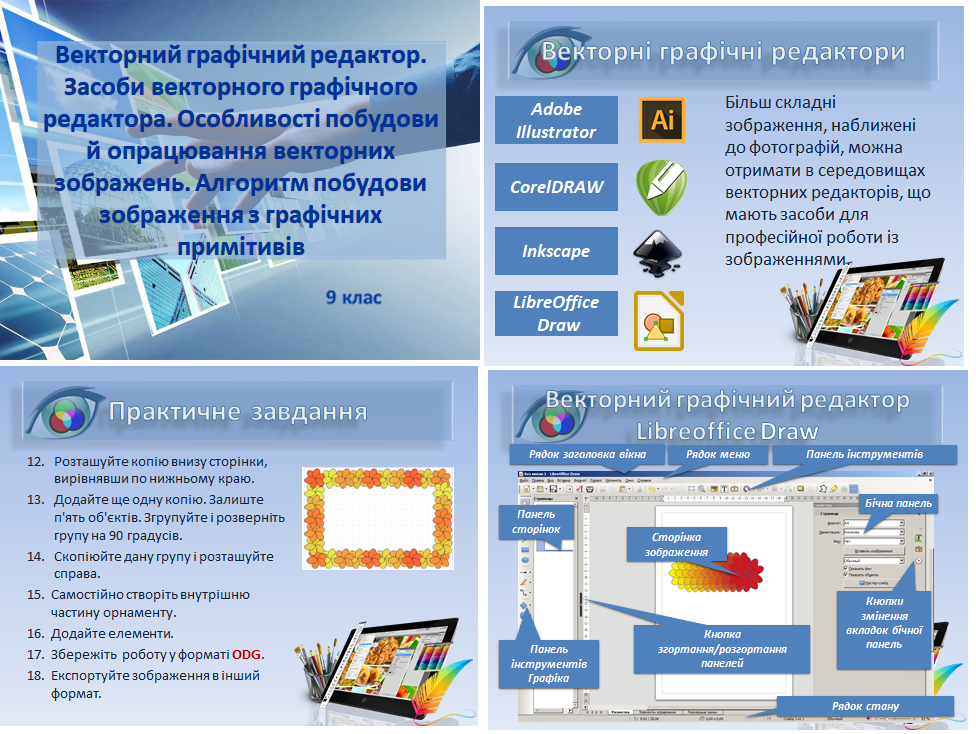 Векторний графічний редактор.
Засоби векторного графічного
редактора. Особливості побудови
й опрацювання векторних
зображень. Алгоритм побудови
зображення з графічних
примітивів
9 клас
Векторні графічні редактори
Adobe
Illustrator
Ai
CorelDRAW
Inkscape
LibreOffice
Draw
Більш складні
зображення, наближені
до фотографій, можна
отримати в середовищах
векторних редакторів, що
мають засоби для
професійної роботи із
зображеннями.
Практичне завдання
12. Розташуйте копію внизу сторінки,
вирівнявши по нижньому краю.
13. Додайте ще одну копію. Залиште
п'ять об'єктів. Згрупуйте і розверніть
групу на 90 градусів.
14. Скопіюйте дану групу і розташуйте
справа.
15. Самостійно створіть внутрішню
частину орнаменту.
16. Додайте елементи.
17. Збережіть роботу у форматі ODG.
18. Експортуйте зображення в інший
формат.
Векторний графічний редактор
Libreoffice Draw
Рядок заголовка вікна
Рядок меню
Панель інструментів
Бічна панель
Панель
сторінок
Сторінка
зображення
Кнопки
змінення
вкладок бічної
панель
Кнопка
згортання/розгортання
панелей
Панель
інструментів
Графіка
Рядок стану